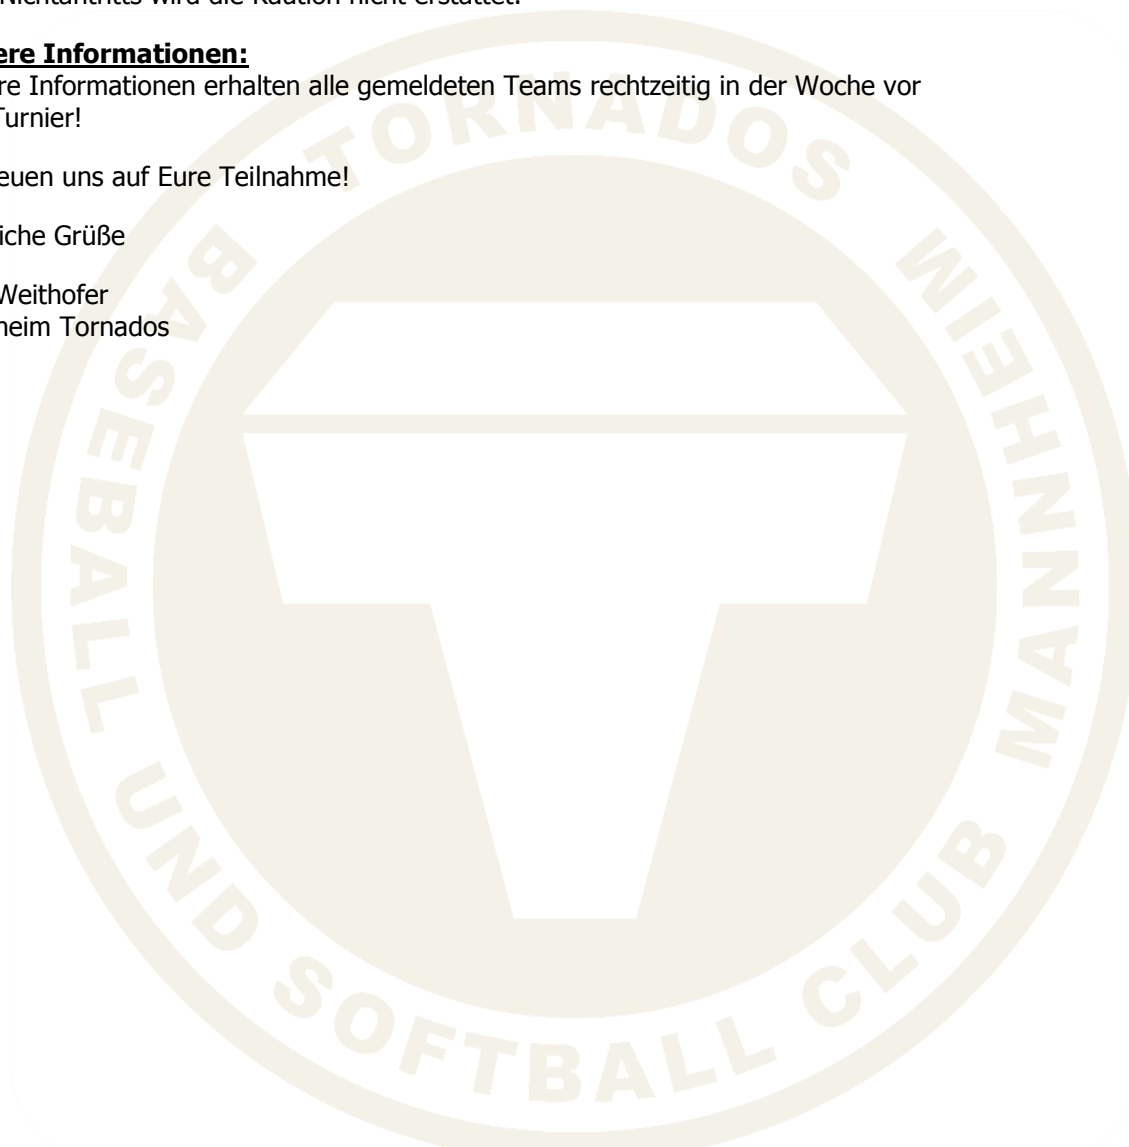 Nichtantritts wird die Kaution nicht erstattet.
ere Informationen:
re Informationen erhalten alle gemeldeten Teams rechtzeitig in der Woche vor
Turnier!
euen uns auf Eure Teilnahme!
iche Grüße
Weithofer
heim Tornados
BASEBALL UND SOFTBALL CLUB MANNHEIM TORNADOS